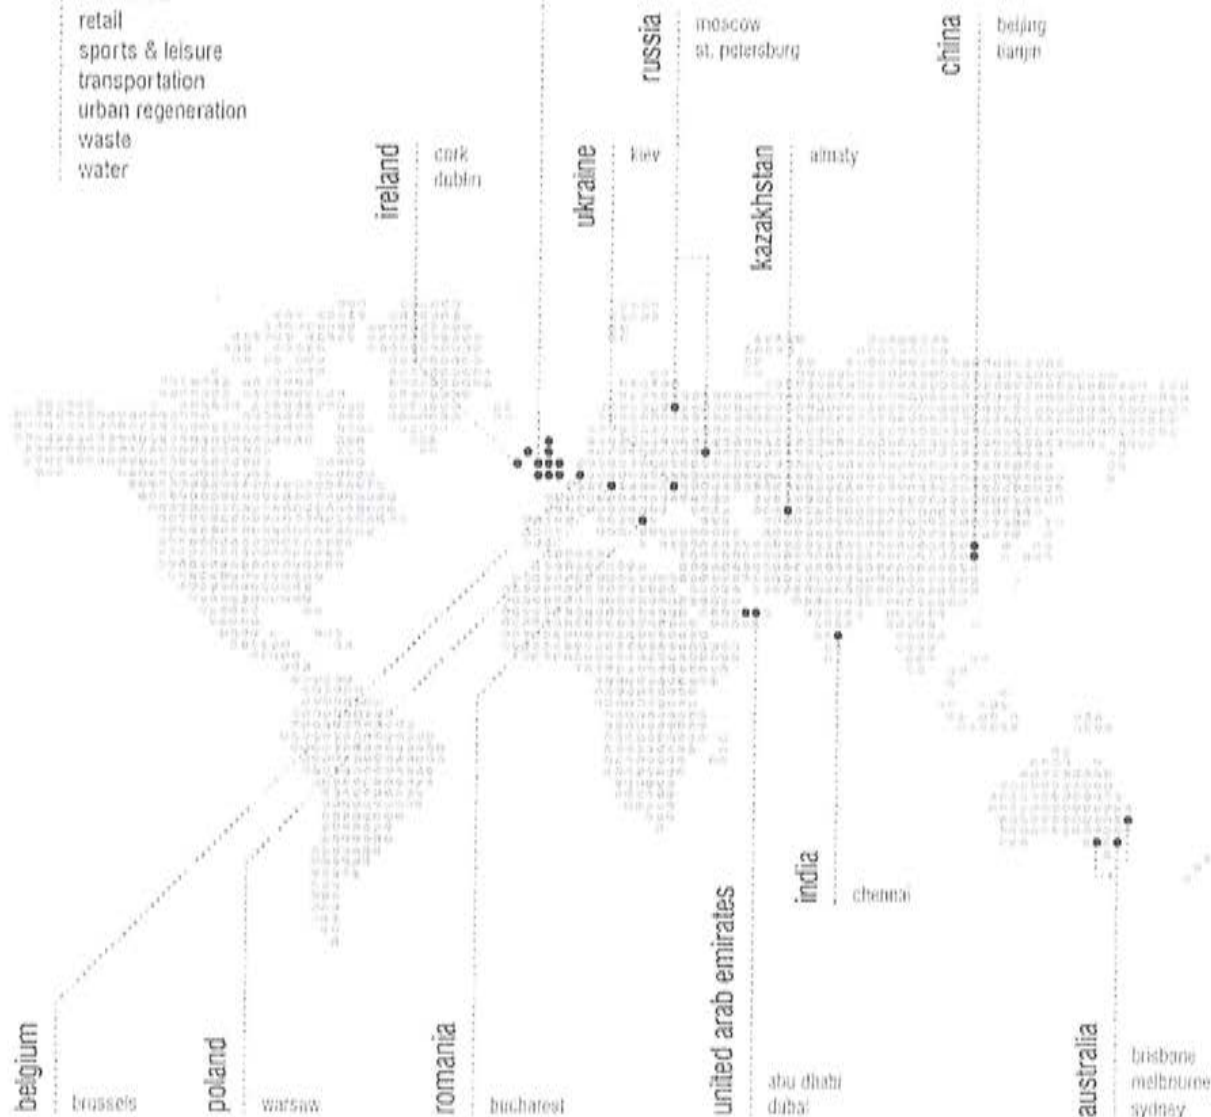 retail
sports & leisure
transportation
urban regeneration
waste
water
russia
moscow
st. petersburg
china
beijing
tianjin
ireland
cork
dublin
ukraine
kiev
kazakhstan
almaty
india
chennai
belgium
brussels
poland
warsaw
romania
bucharest
united arab emirates
abu dhabi
dubai
australia
brisbane
melbourne
sydney